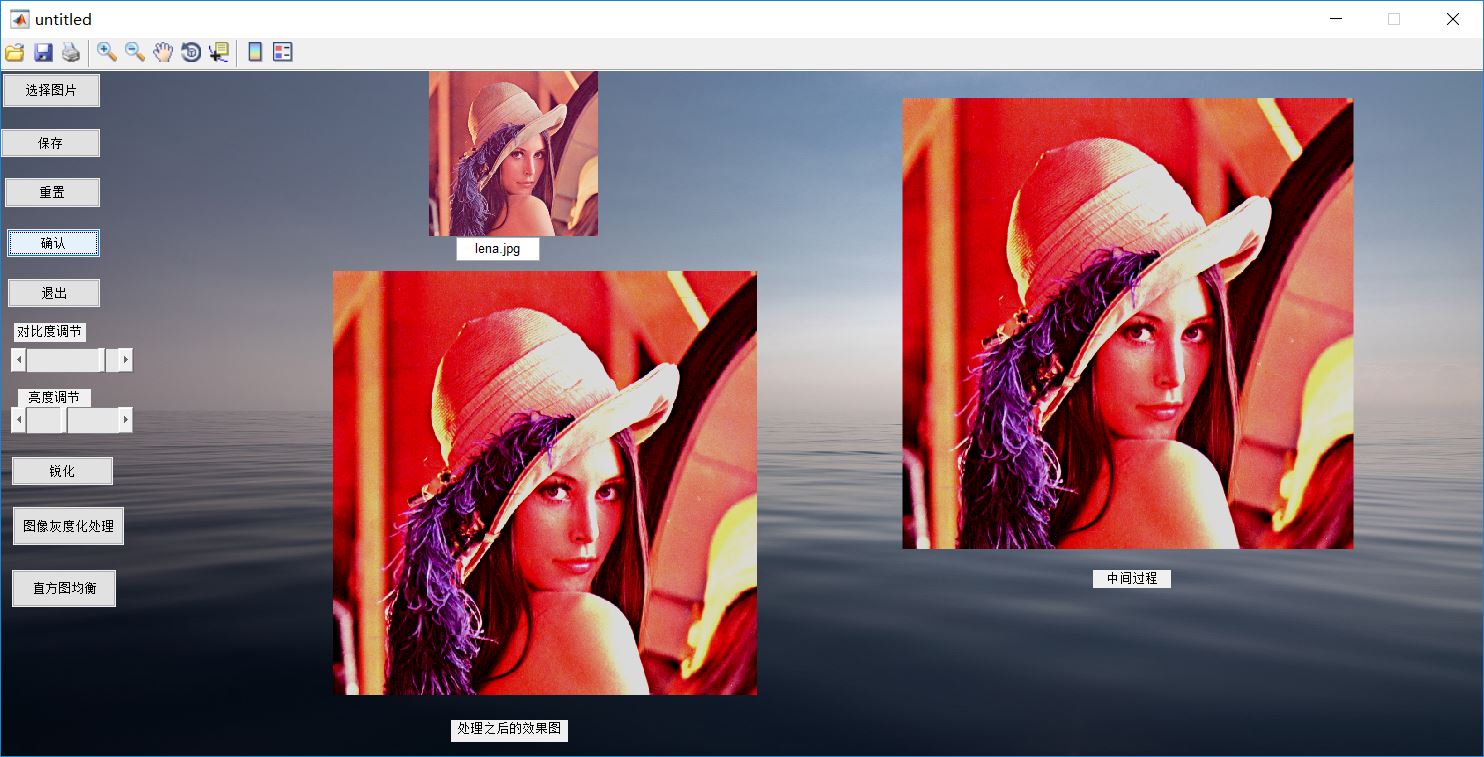 untitled
选择图片
保存
重置
确认
退出
对比度调节
亮度调节
锐化
图像灰度化处理
直方图均衡
lena.jpg
处理之后的效果图
中间过程